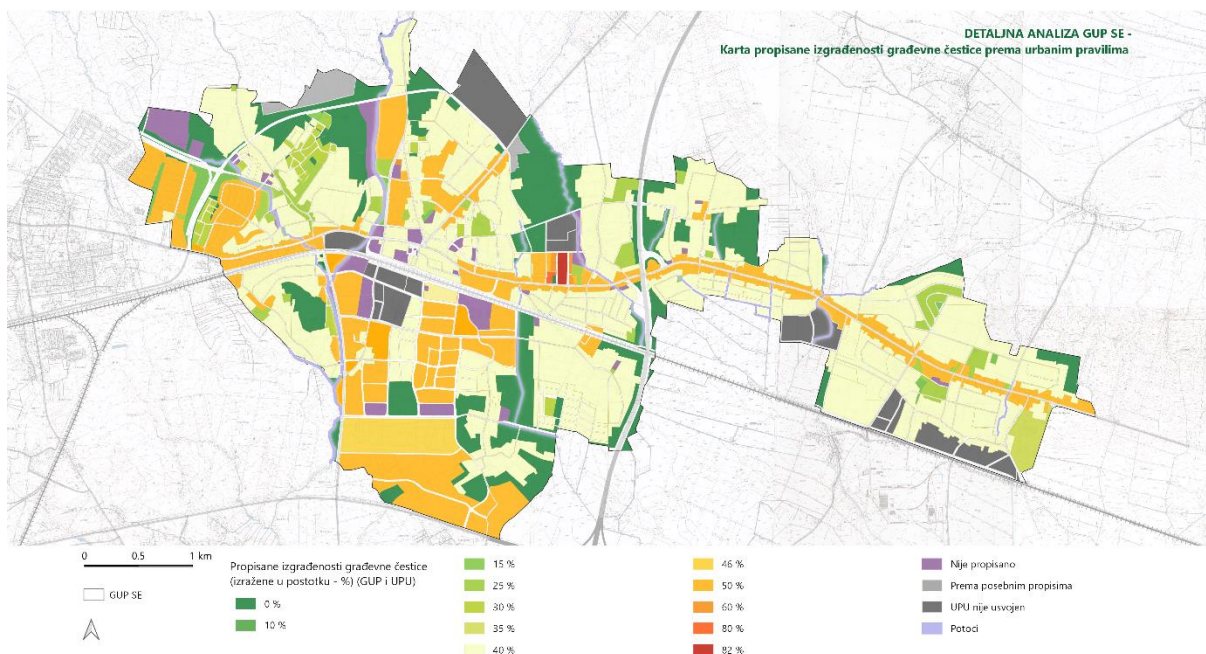 DETALJNA ANALIZA GUP SE -
Karta propisane izgrađenosti građevne čestice prema urbanim pravilima
0 0.5 1 km
GUP SE
Propisane izgrađenosti građevne čestice
(izražene u postotku - %) (GUP i UPU)
0 %
10 %
15 %
25 %
30 %
35 %
40 %
46 %
50 %
60 %
80 %
82 %
Nije propisano
Prema posebnim propisima
UPU nije usvojen
Potoci